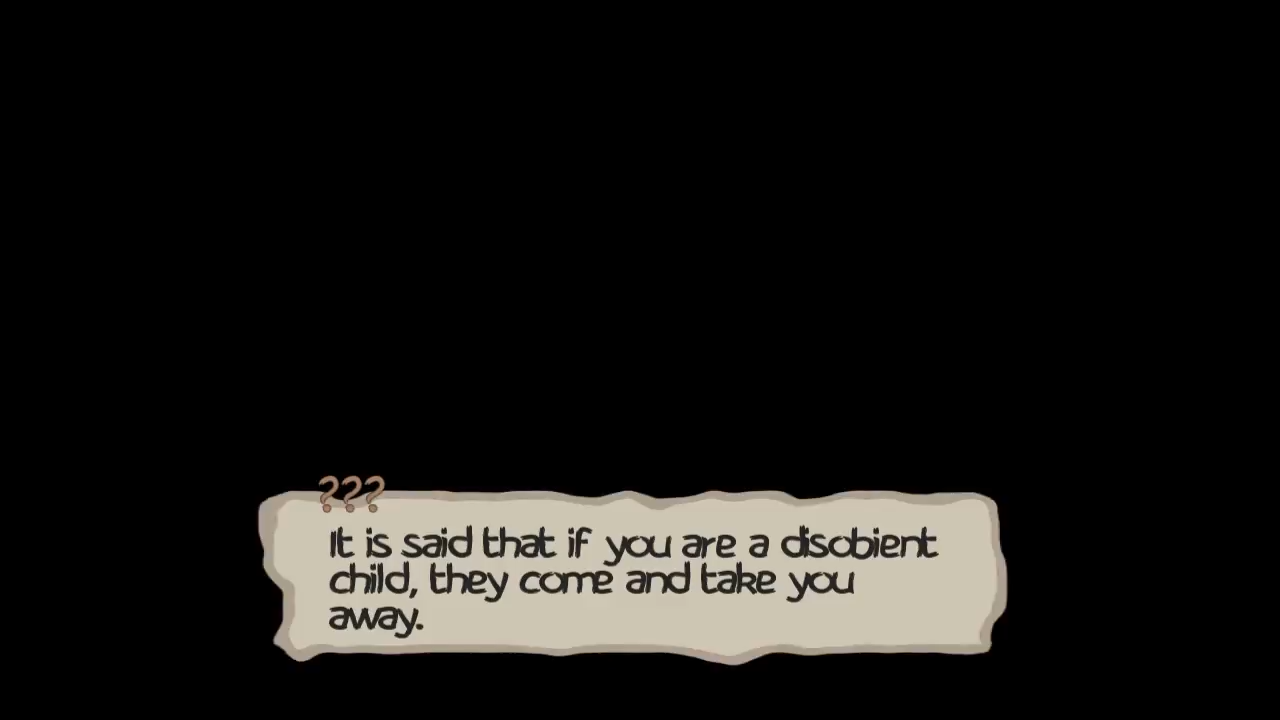 ???
It is said that if you are a disobient
child, they come and take you
away.